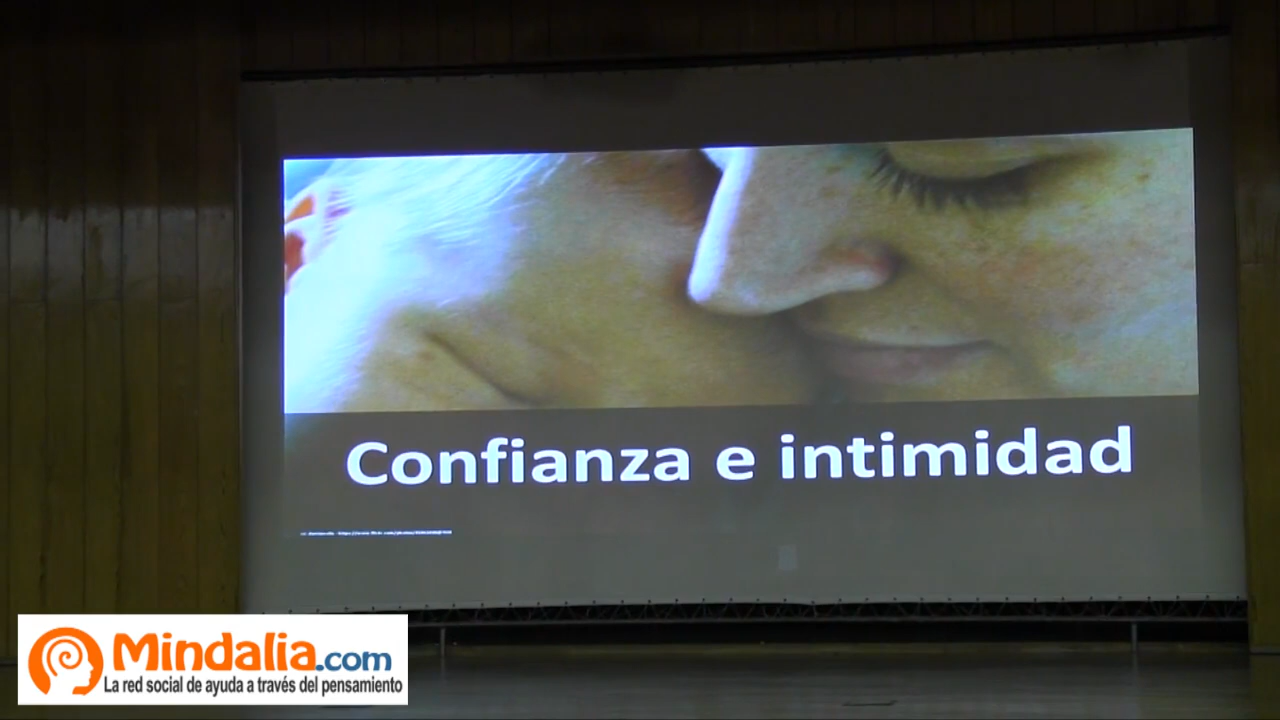 Confianza e intimidad
Mindalia.com
La red social de ayuda a través del pensamiento